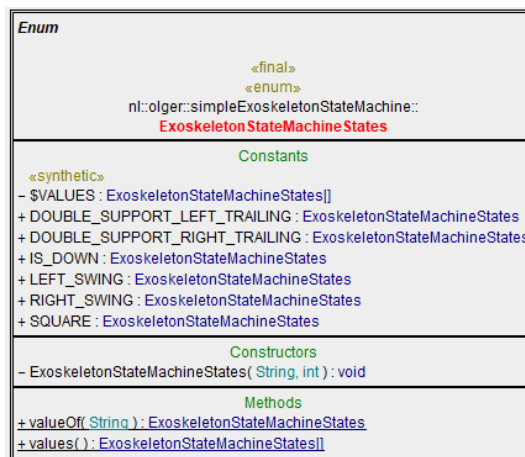 Enum
«final»
«enum»
nl::olger::simpleExoskeletonStateMachine::
ExoskeletonStateMachineStates
Constants
«synthetic»
– $VALUES : ExoskeletonStateMachineStates[]
+ DOUBLE_SUPPORT_LEFT_TRAILING : ExoskeletonStateMachineStates
+ DOUBLE_SUPPORT_RIGHT_TRAILING : ExoskeletonStateMachineStates
+ IS_DOWN : ExoskeletonStateMachineStates
+ LEFT_SWING : ExoskeletonStateMachineStates
+ RIGHT_SWING : ExoskeletonStateMachineStates
+ SQUARE : ExoskeletonStateMachineStates
Constructors
– ExoskeletonStateMachineStates( String, int ) : void
Methods
+ valueOf( String ) : ExoskeletonStateMachineStates
+ values( ) : ExoskeletonStateMachineStates[]